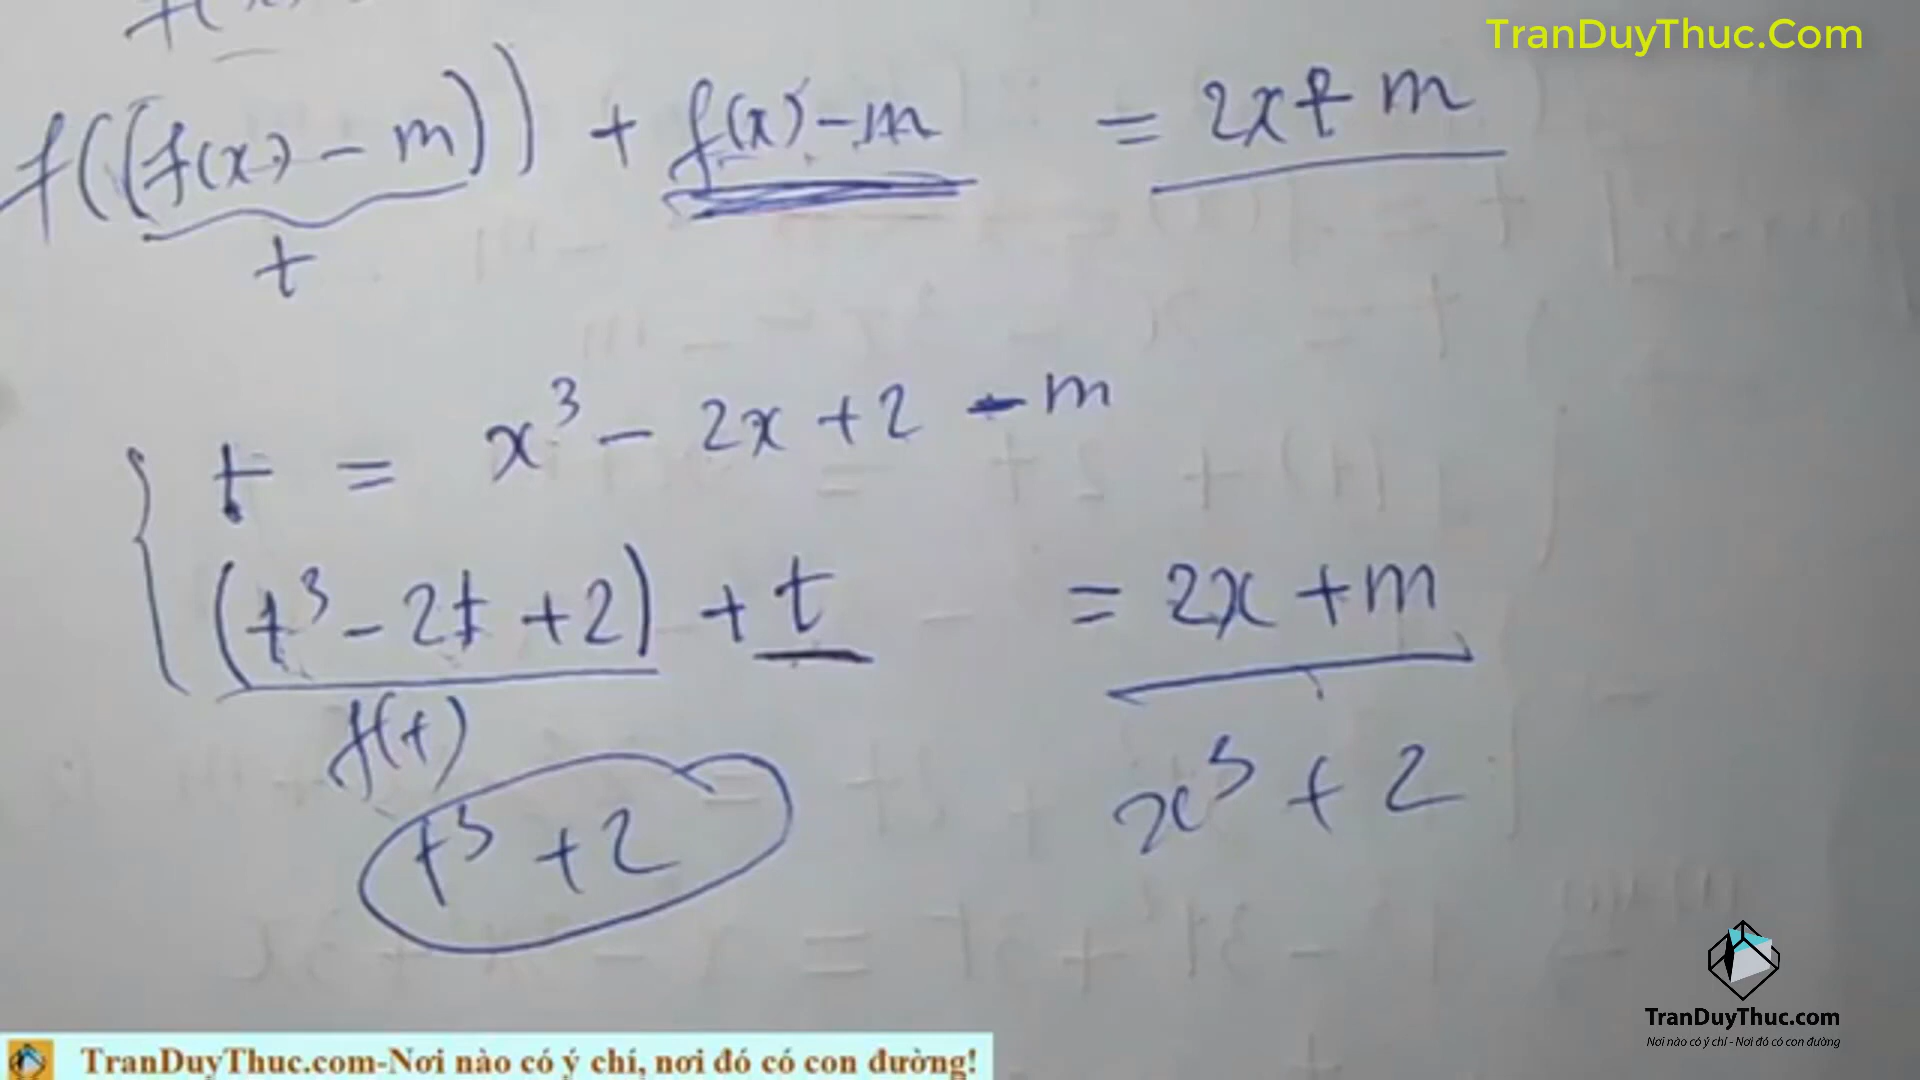 TranDuyThuc.Com
f((f(x) - m)) + f(x) - m = 2x + m
t
t = x³ - 2x + 2 - m
(t³ - 2t + 2) + t = 2x + m
f(t)
t³ + 2
x³ + 2
TranDuyThuc.com
Nơi nào có ý chí - Nơi đó có con đường
TranDuyThuc.com-Nơi nào có ý chí, nơi đó có con đường!